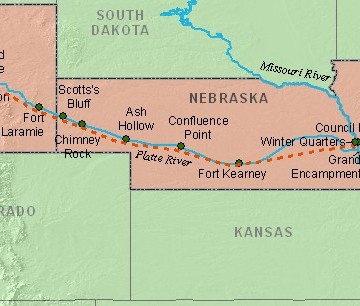 SOUTH
DAKOTA
Missouri River
Scotts's
Bluff
NEBRASKA
Ash
Hollow
Confluence
Point
Fort
Laramie
Chimney
Rock
Platte River
Council
Winter Quarters
Grand
Encampment
Fort Kearney
KANSAS